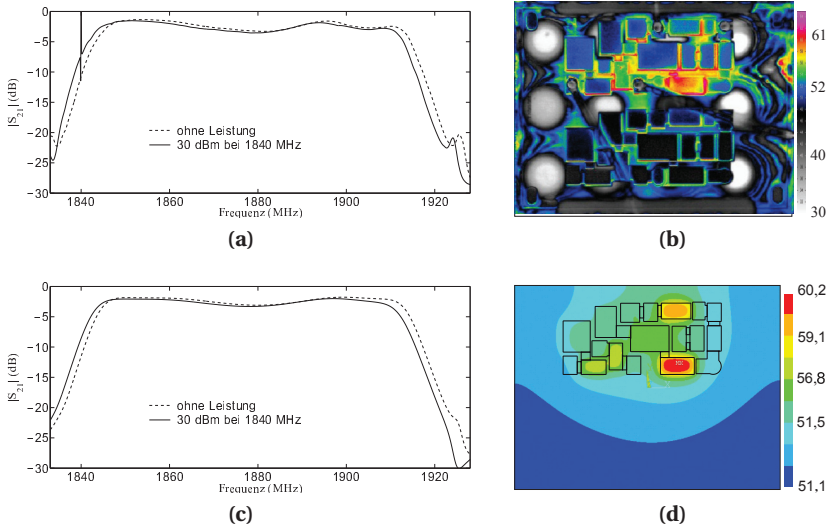 0
−5
−10
−15
−20
−25
−30
|S21| (dB)
ohne Leistung
30 dBm bei 1840 MHz
1840
1860
1880
1900
1920
Frequenz (MHz)
(a)
61
52
40
30
(b)
0
−5
−10
−15
−20
−25
−30
|S21| (dB)
ohne Leistung
30 dBm bei 1840 MHz
1840
1860
1880
1900
1920
Frequenz (MHz)
(c)
60,2
59,1
56,8
51,5
51,1
(d)